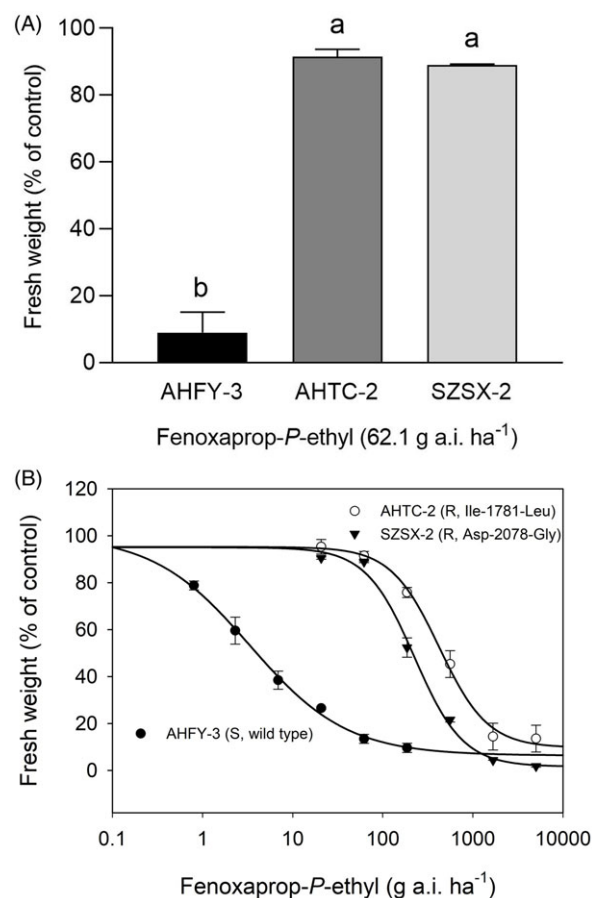 (A)
Fresh weight (% of control)
100
80
60
40
20
0
b
a
a
AHFY-3
AHTC-2
SZSX-2
Fenoxaprop-P-ethyl (62.1 g a.i. ha⁻¹)
(B)
Fresh weight (% of control)
120
100
80
60
40
20
0
AHTC-2 (R, Ile-1781-Leu)
SZSX-2 (R, Asp-2078-Gly)
AHFY-3 (S, wild type)
0.1
1
10
100
1000
10000
Fenoxaprop-P-ethyl (g a.i. ha⁻¹)